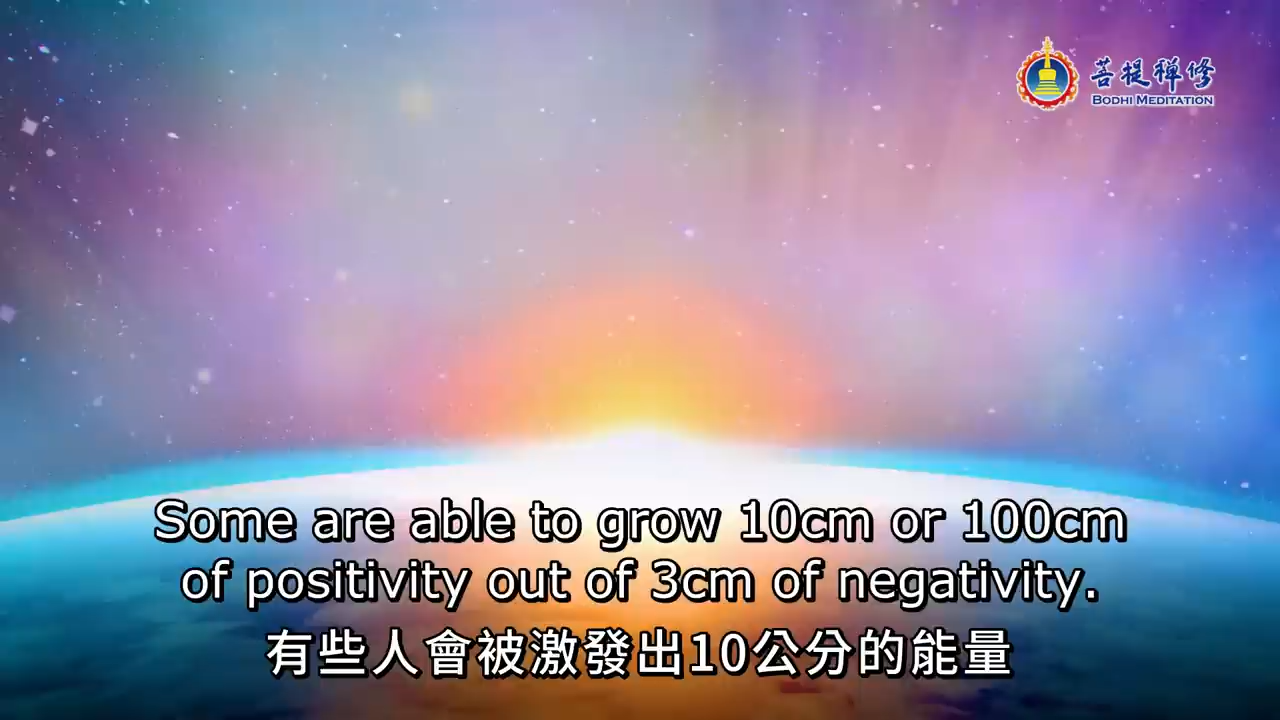 菩提禪修
BODHI MEDITATION
Some are able to grow 10cm or 100cm
of positivity out of 3cm of negativity.
有些人會被激發出10公分的能量